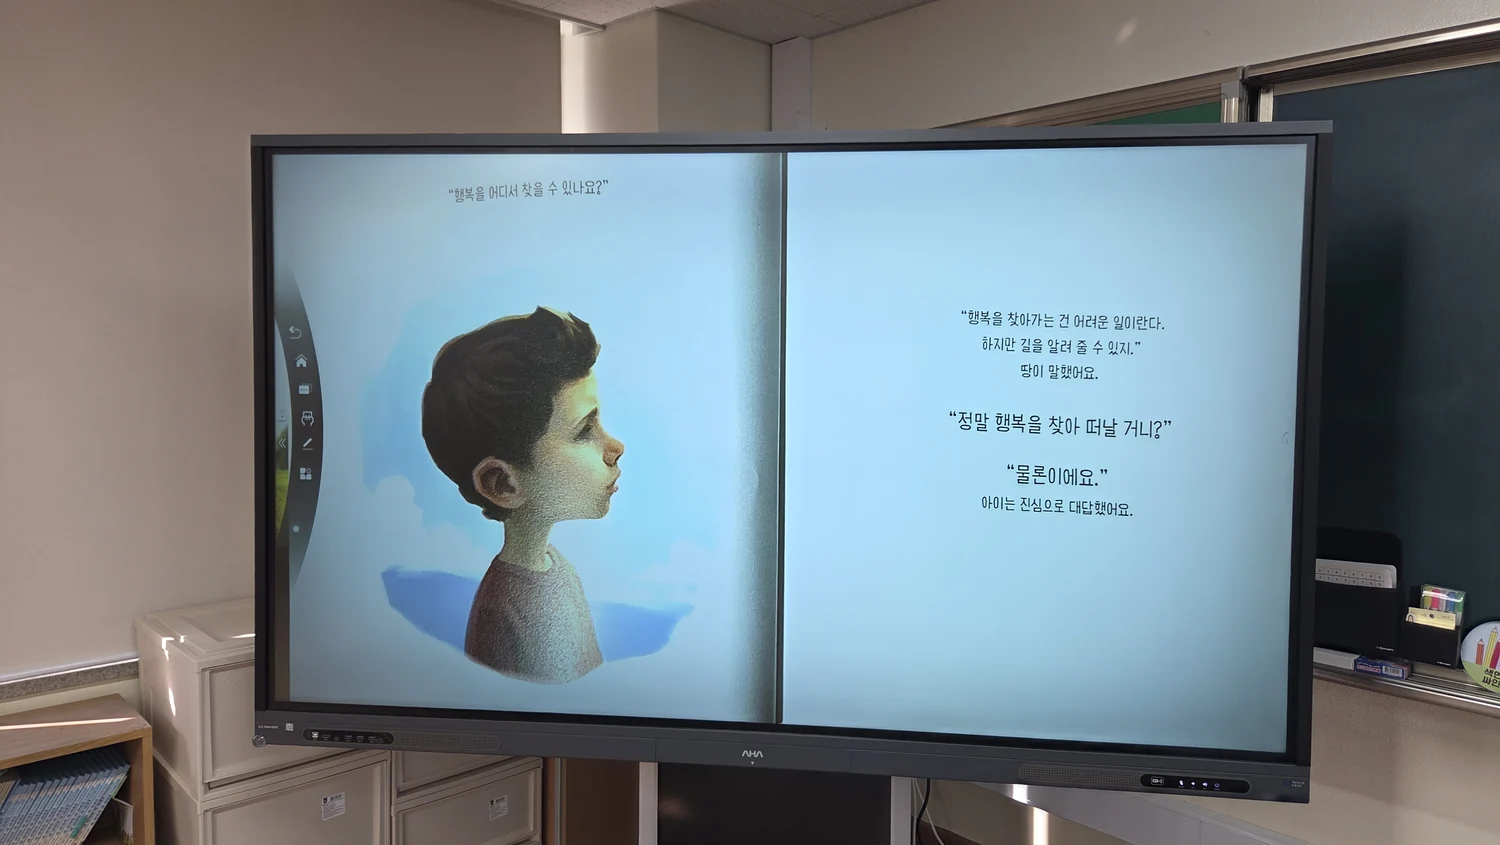 “행복을 어디서 찾을 수 있나요?”
“행복을 찾아가는 건 어려운 일이란다.
하지만 길을 알려 줄 수 있지.”
땅이 말했어요.
“정말 행복을 찾아 떠날 거니?”
“물론이에요.”
아이는 진심으로 대답했어요.
AHA